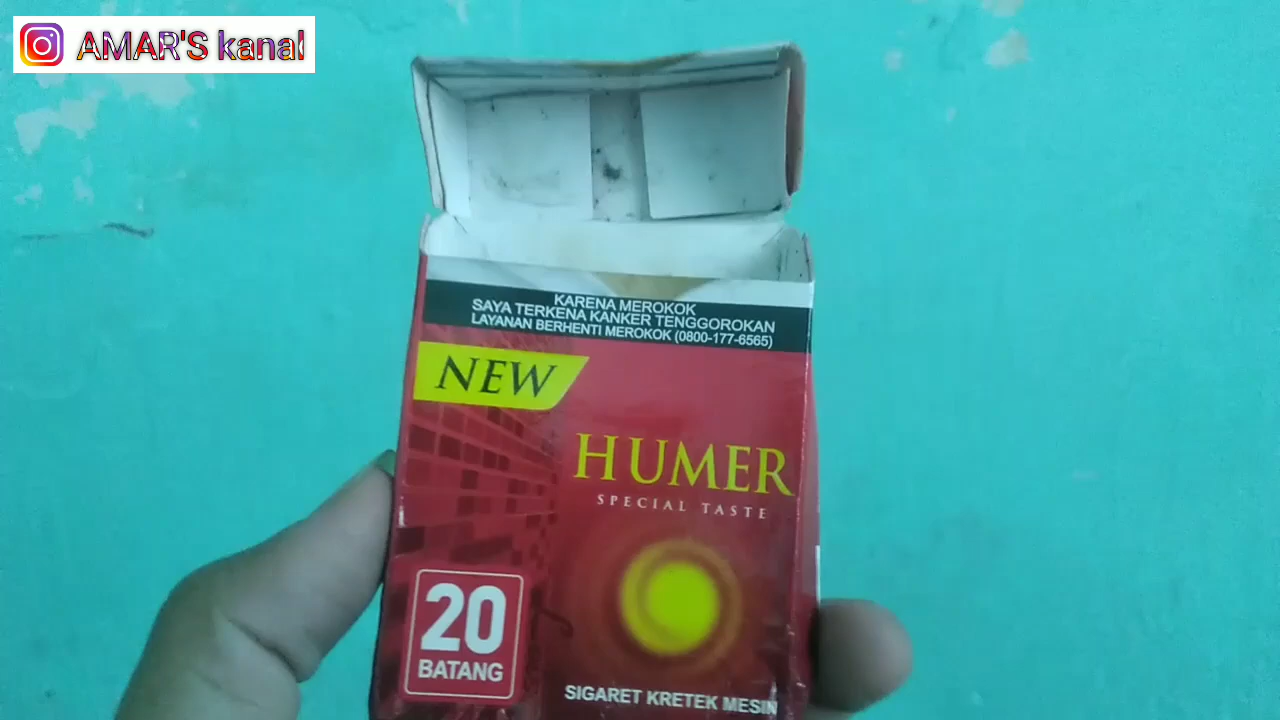 AMAR'S kanal
KARENA MEROKOK
SAYA TERKENA KANKER TENGGOROKAN
LAYANAN BERHENTI MEROKOK (0800-177-6565)
NEW
HUMER
SPECIAL TASTE
20
BATANG
SIGARET KRETEK MESIN